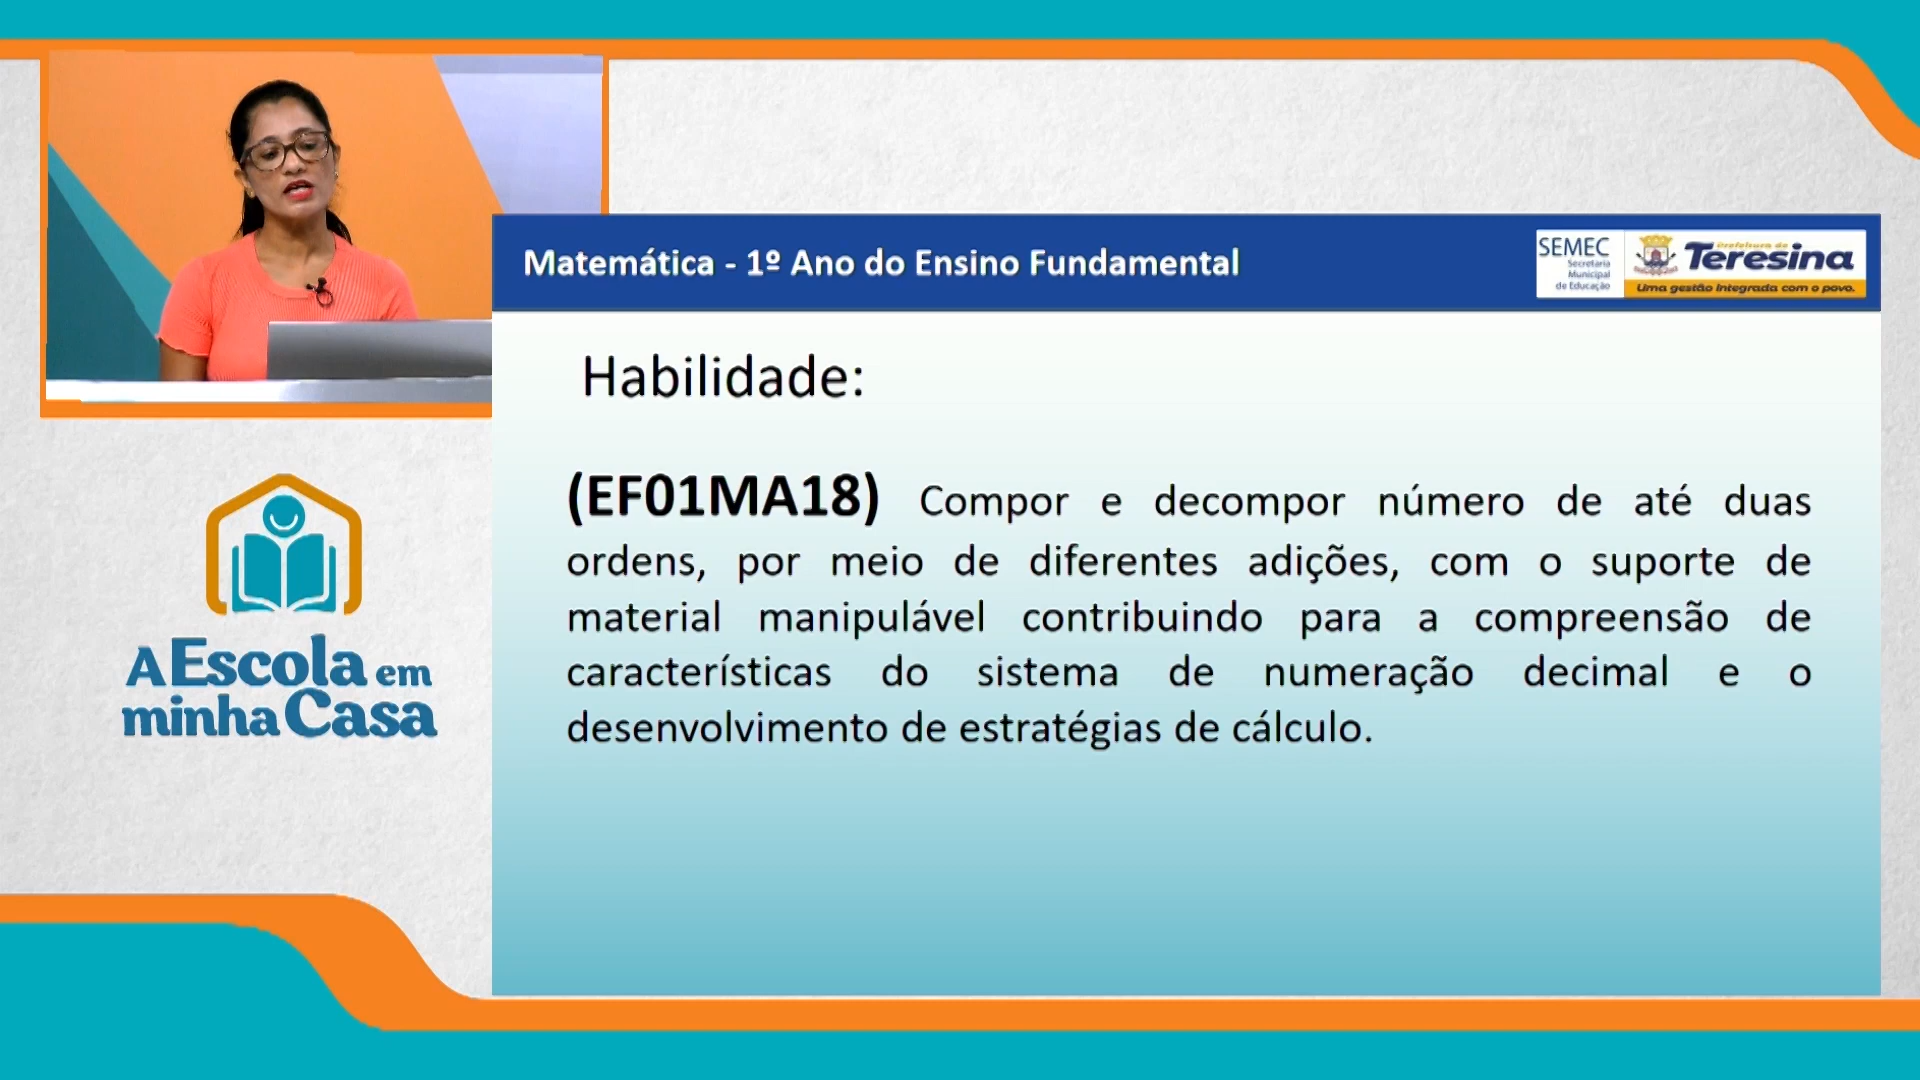 Matemática - 1º Ano do Ensino Fundamental
SEMEC
Secretaria
Municipal
de Educação
Prefeitura de
Teresina
Uma gestão integrada com o povo.
Habilidade:
(EF01MA18) Compor e decompor número de até duas
ordens, por meio de diferentes adições, com o suporte de
material manipulável contribuindo para a compreensão de
características do sistema de numeração decimal e o
desenvolvimento de estratégias de cálculo.
A Escola em
minha Casa